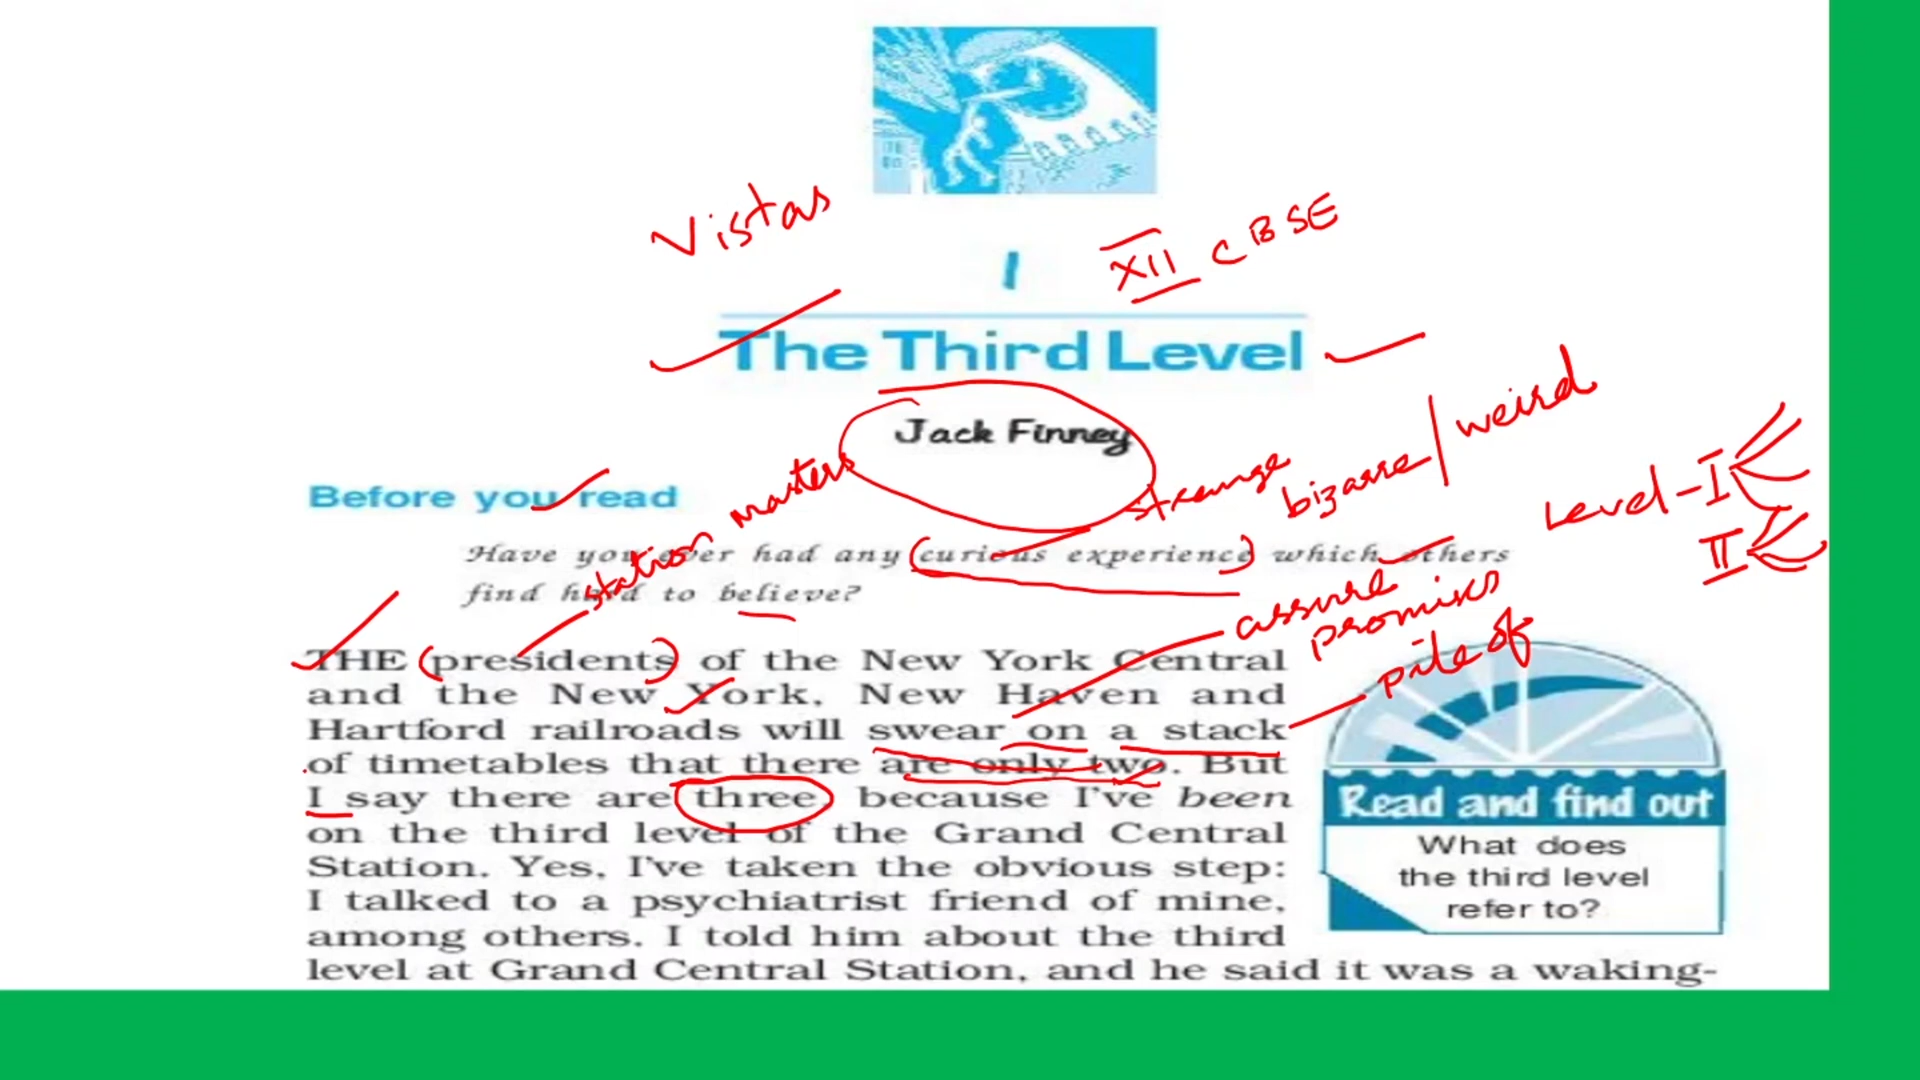 Vistas
XII CBSE
1
The Third Level
Jack Finney
strange
bizarre/weird
Level-I
II
Before you read
station masters
Have you ever had any (curious experience) which others
find hard to believe?
assure
promises
pile of
THE (presidents) of the New York Central
and the New York, New Haven and
Hartford railroads will swear on a stack
of timetables that there are only two. But
I say there are three, because I've been
on the third level of the Grand Central
Station. Yes, I've taken the obvious step:
I talked to a psychiatrist friend of mine,
among others. I told him about the third
level at Grand Central Station, and he said it was a waking-
Read and find out
What does
the third level
refer to?